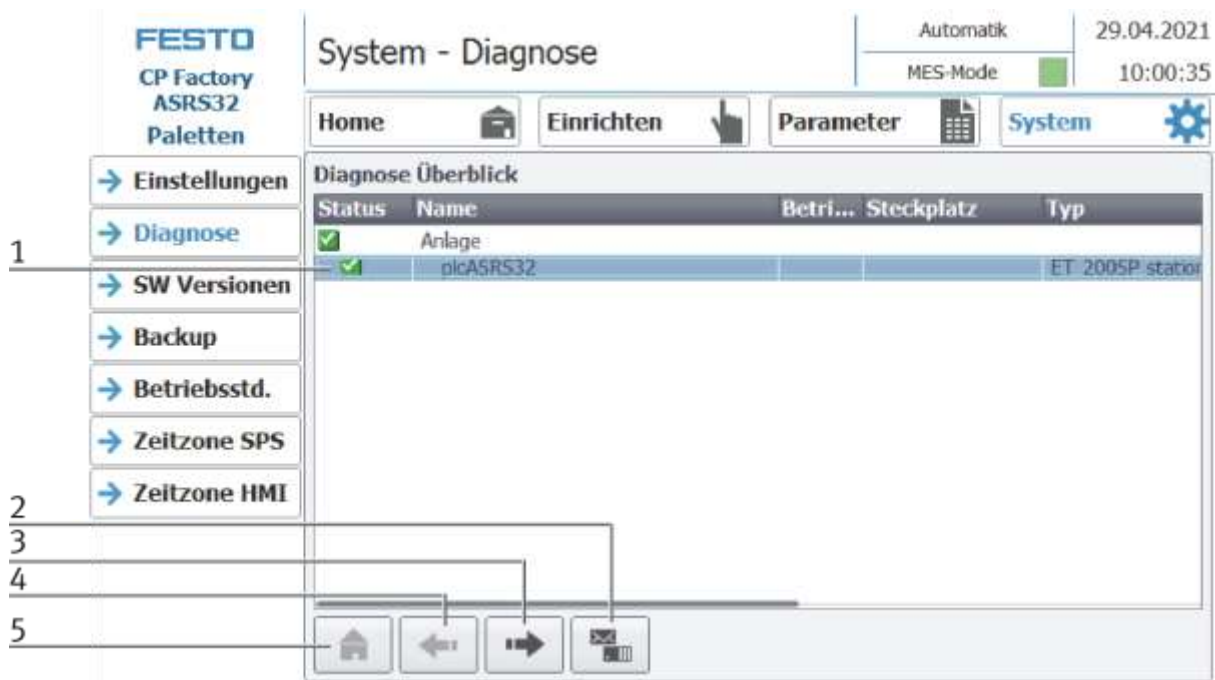 FESTO
CP Factory
ASRS32
Paletten
System - Diagnose
Automatik
MES-Mode
29.04.2021
10:00:35
Home
Einrichten
Parameter
System
Einstellungen
Diagnose
SW Versionen
Backup
Betriebsstd.
Zeitzone SPS
Zeitzone HMI
Diagnose Überblick
Status Name Betri... Steckplatz Typ
Anlage
plcASRS32 ET 200SP station
1
2
3
4
5